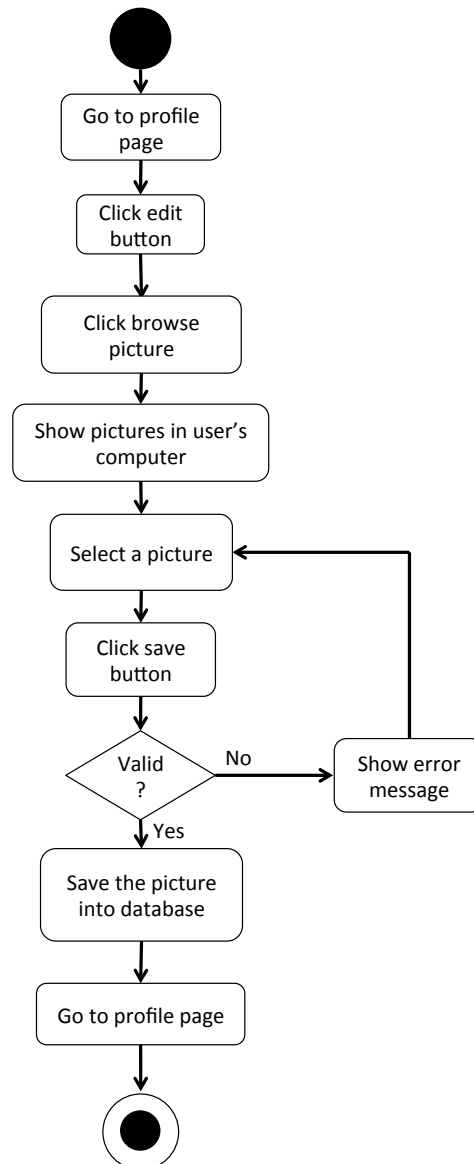 Go to profile
page
Click edit
button
Click browse
picture
Show pictures in user's
computer
Select a picture
Click save
button
Valid
?
No
Show error
message
Yes
Save the picture
into database
Go to profile page